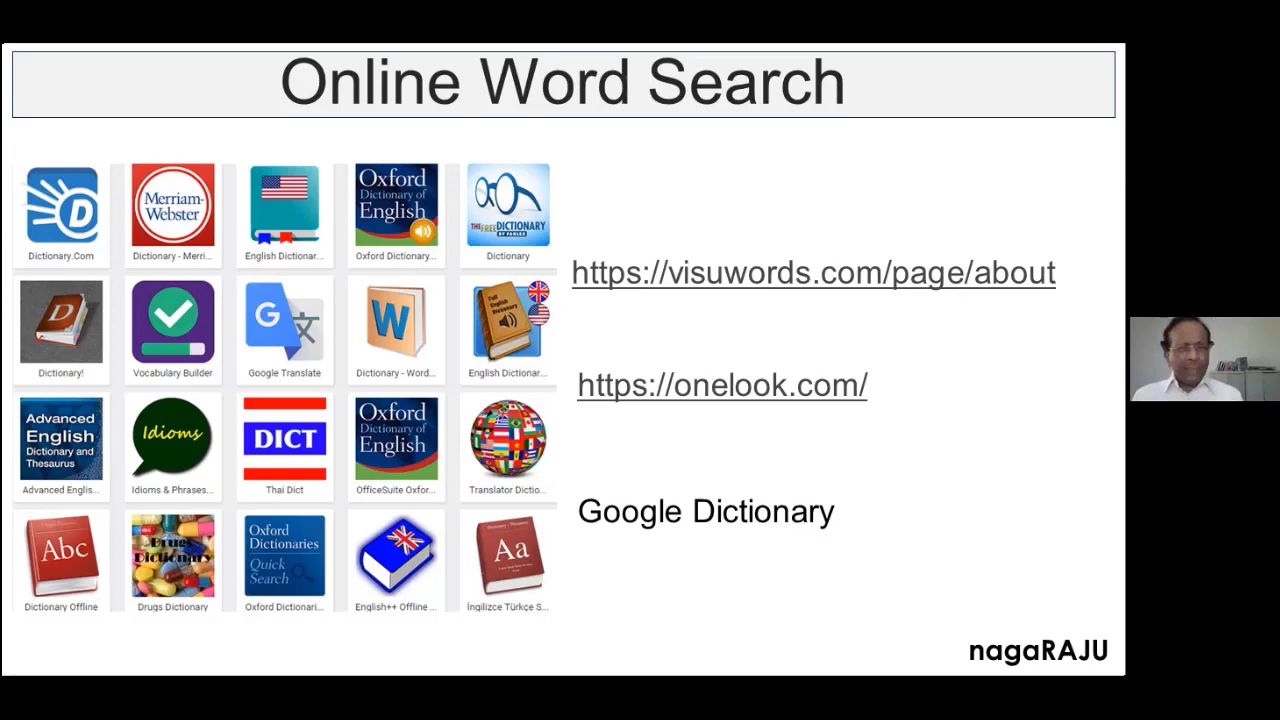 Online Word Search
D
Merriam-
Webster
Oxford
Dictionary of
English
THE FREE DICTIONARY
BY FARLEX
Dictionary.Com
Dictionary - Merri...
English Dictionar...
Oxford Dictionary...
Dictionary
https://visuwords.com/page/about
D
G
W
Full
English
Dictionary
Dictionary!
Vocabulary Builder
Google Translate
Dictionary - Word...
English Dictionar...
https://onelook.com/
Advanced
English
Dictionary and
Thesaurus
Idioms
DICT
Oxford
Dictionary of
English
Advanced Englis...
Idioms & Phrases...
Thai Dict
OfficeSuite Oxfor...
Translator Dictio...
Google Dictionary
Abc
Drugs
Dictionary
Oxford
Dictionaries
Quick
Search
Aa
Dictionary Offline
Drugs Dictionary
Oxford Dictionari...
English++ Offline ...
İngilizce Türkçe S...
nagaRAJU